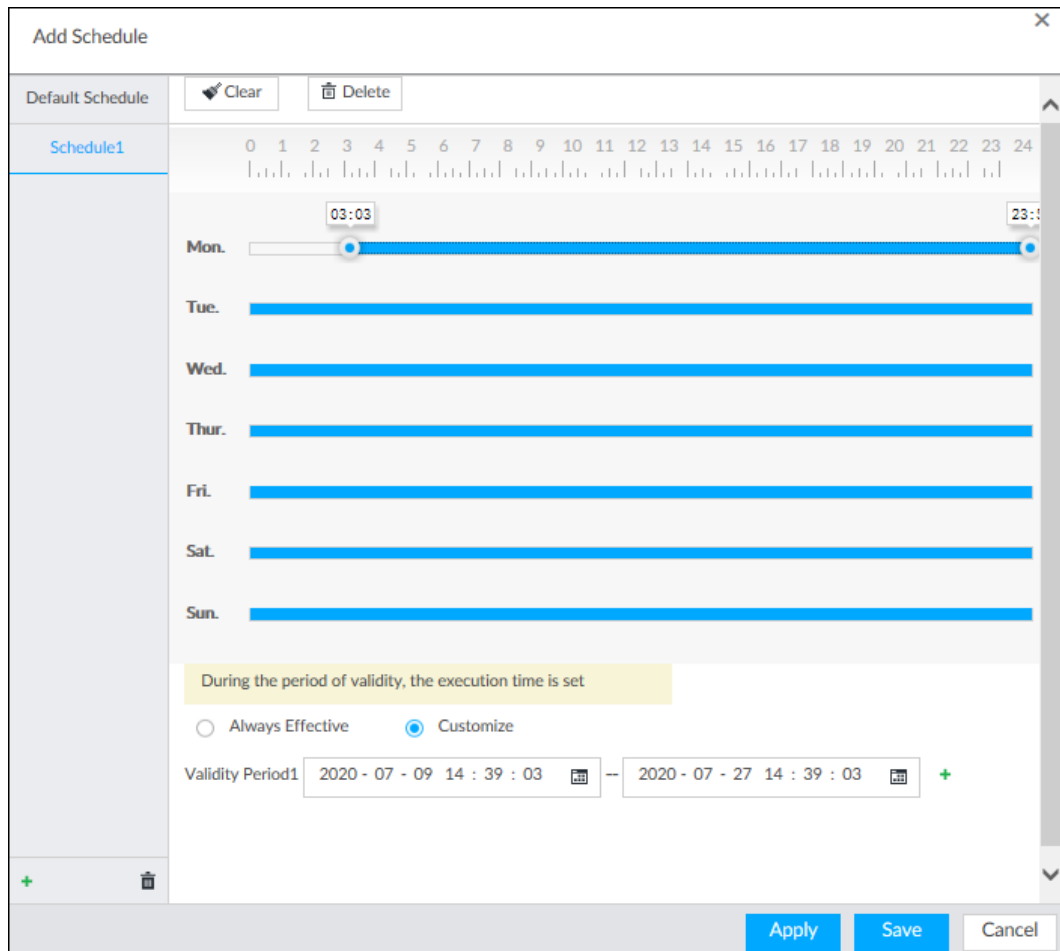 Add Schedule
Default Schedule
Clear Delete
Schedule1
0 1 2 3 4 5 6 7 8 9 10 11 12 13 14 15 16 17 18 19 20 21 22 23 24
03:03
Mon.
Tue.
Wed.
Thur.
Fri.
Sat.
Sun.
During the period of validity, the execution time is set
Always Effective Customize
Validity Period1 2020 - 07 - 09 14 : 39 : 03 -- 2020 - 07 - 27 14 : 39 : 03
Apply Save Cancel